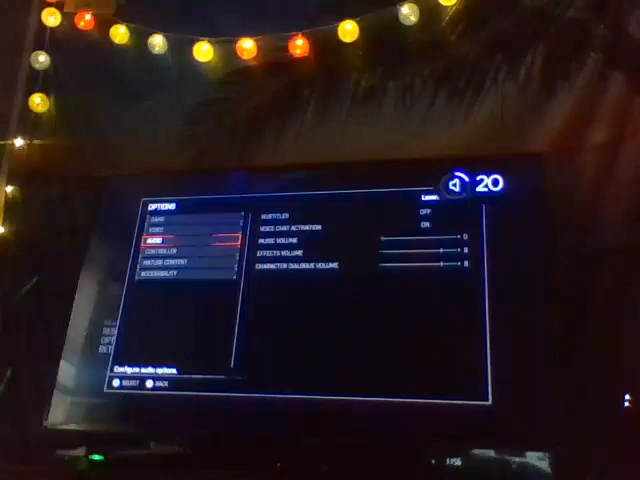 20
OPTIONS
GAME
VIDEO
AUDIO
CONTROLLER
MATURE CONTENT
ACCESSIBILITY
SUBTITLES OFF
VOICE CHAT ACTIVATION ON
MUSIC VOLUME 0
EFFECTS VOLUME 8
CHARACTER DIALOGUE VOLUME 8
Configure audio options.
SELECT BACK